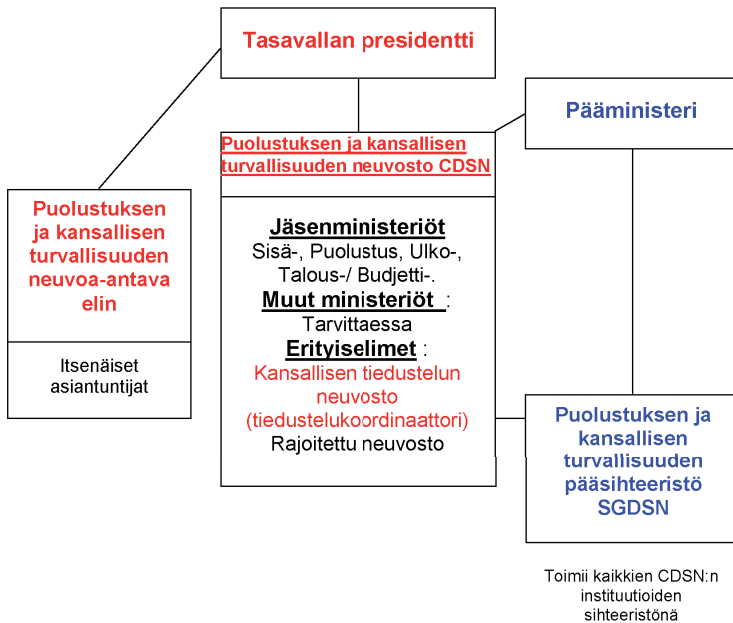 Tasavallan presidentti
Pääministeri
Puolustuksen ja kansallisen
turvallisuuden neuvosto CDSN
Puolustuksen
ja kansallisen
turvallisuuden
neuvoa-antava
elin
Itsenäiset
asiantuntijat
Jäsenministeriöt
Sisä-, Puolustus, Ulko-,
Talous-/ Budjetti-.
Muut ministeriöt :
Tarvittaessa
Erityiselimet :
Kansallisen tiedustelun
neuvosto
(tiedustelukoordinaattori)
Rajoitettu neuvosto
Puolustuksen ja
kansallisen
turvallisuuden
pääsihteeristö
SGDSN
Toimii kaikkien CDSN:n
instituutioiden
sihteeristönä